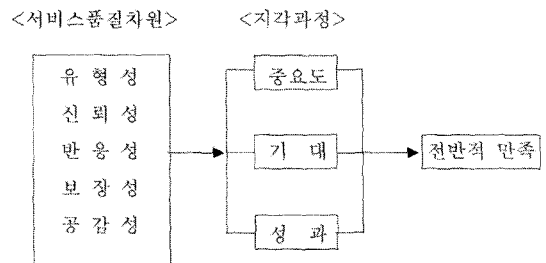 <서비스품질차원> <지각과정>
유 형 성
신 뢰 성
반 응 성
보 장 성
공 감 성
중요도
기 대
성 과
전반적 만족